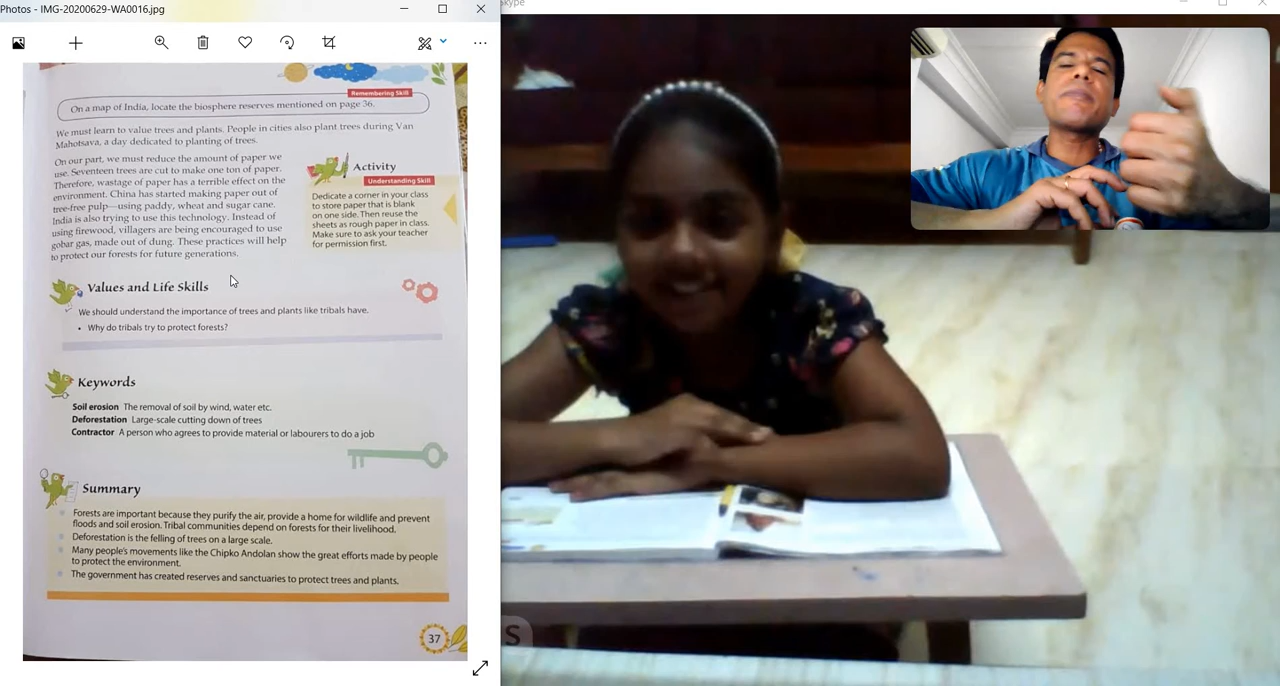 Photos - IMG-20200629-WA0016.jpg
Skype
Remembering Skill
On a map of India, locate the biosphere reserves mentioned on page 36.
We must learn to value trees and plants. People in cities also plant trees during Van
Mahotsava, a day dedicated to planting of trees.
On our part, we must reduce the amount of paper we
use. Seventeen trees are cut to make one ton of paper.
Therefore, wastage of paper has a terrible effect on the
environment. China has started making paper out of
tree-free pulp—using paddy, wheat and sugar cane.
India is also trying to use this technology. Instead of
using firewood, villagers are being encouraged to use
gobar gas, made out of dung. These practices will help
to protect our forests for future generations.
Activity
Understanding Skill
Dedicate a corner in your class
to store paper that is blank
on one side. Then reuse the
sheets as rough paper in class.
Make sure to ask your teacher
for permission first.
Values and Life Skills
We should understand the importance of trees and plants like tribals have.
• Why do tribals try to protect forests?
Keywords
Soil erosion The removal of soil by wind, water etc.
Deforestation Large-scale cutting down of trees
Contractor A person who agrees to provide material or labourers to do a job
Summary
Forests are important because they purify the air, provide a home for wildlife and prevent
floods and soil erosion. Tribal communities depend on forests for their livelihood.
Deforestation is the felling of trees on a large scale.
Many people's movements like the Chipko Andolan show the great efforts made by people
to protect the environment.
The government has created reserves and sanctuaries to protect trees and plants.
37
S